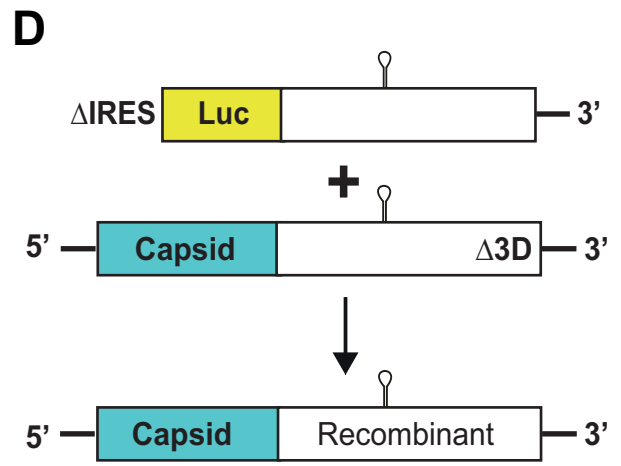 D
ΔIRES Luc 3’
+
5’ Capsid Δ3D 3’
5’ Capsid Recombinant 3’